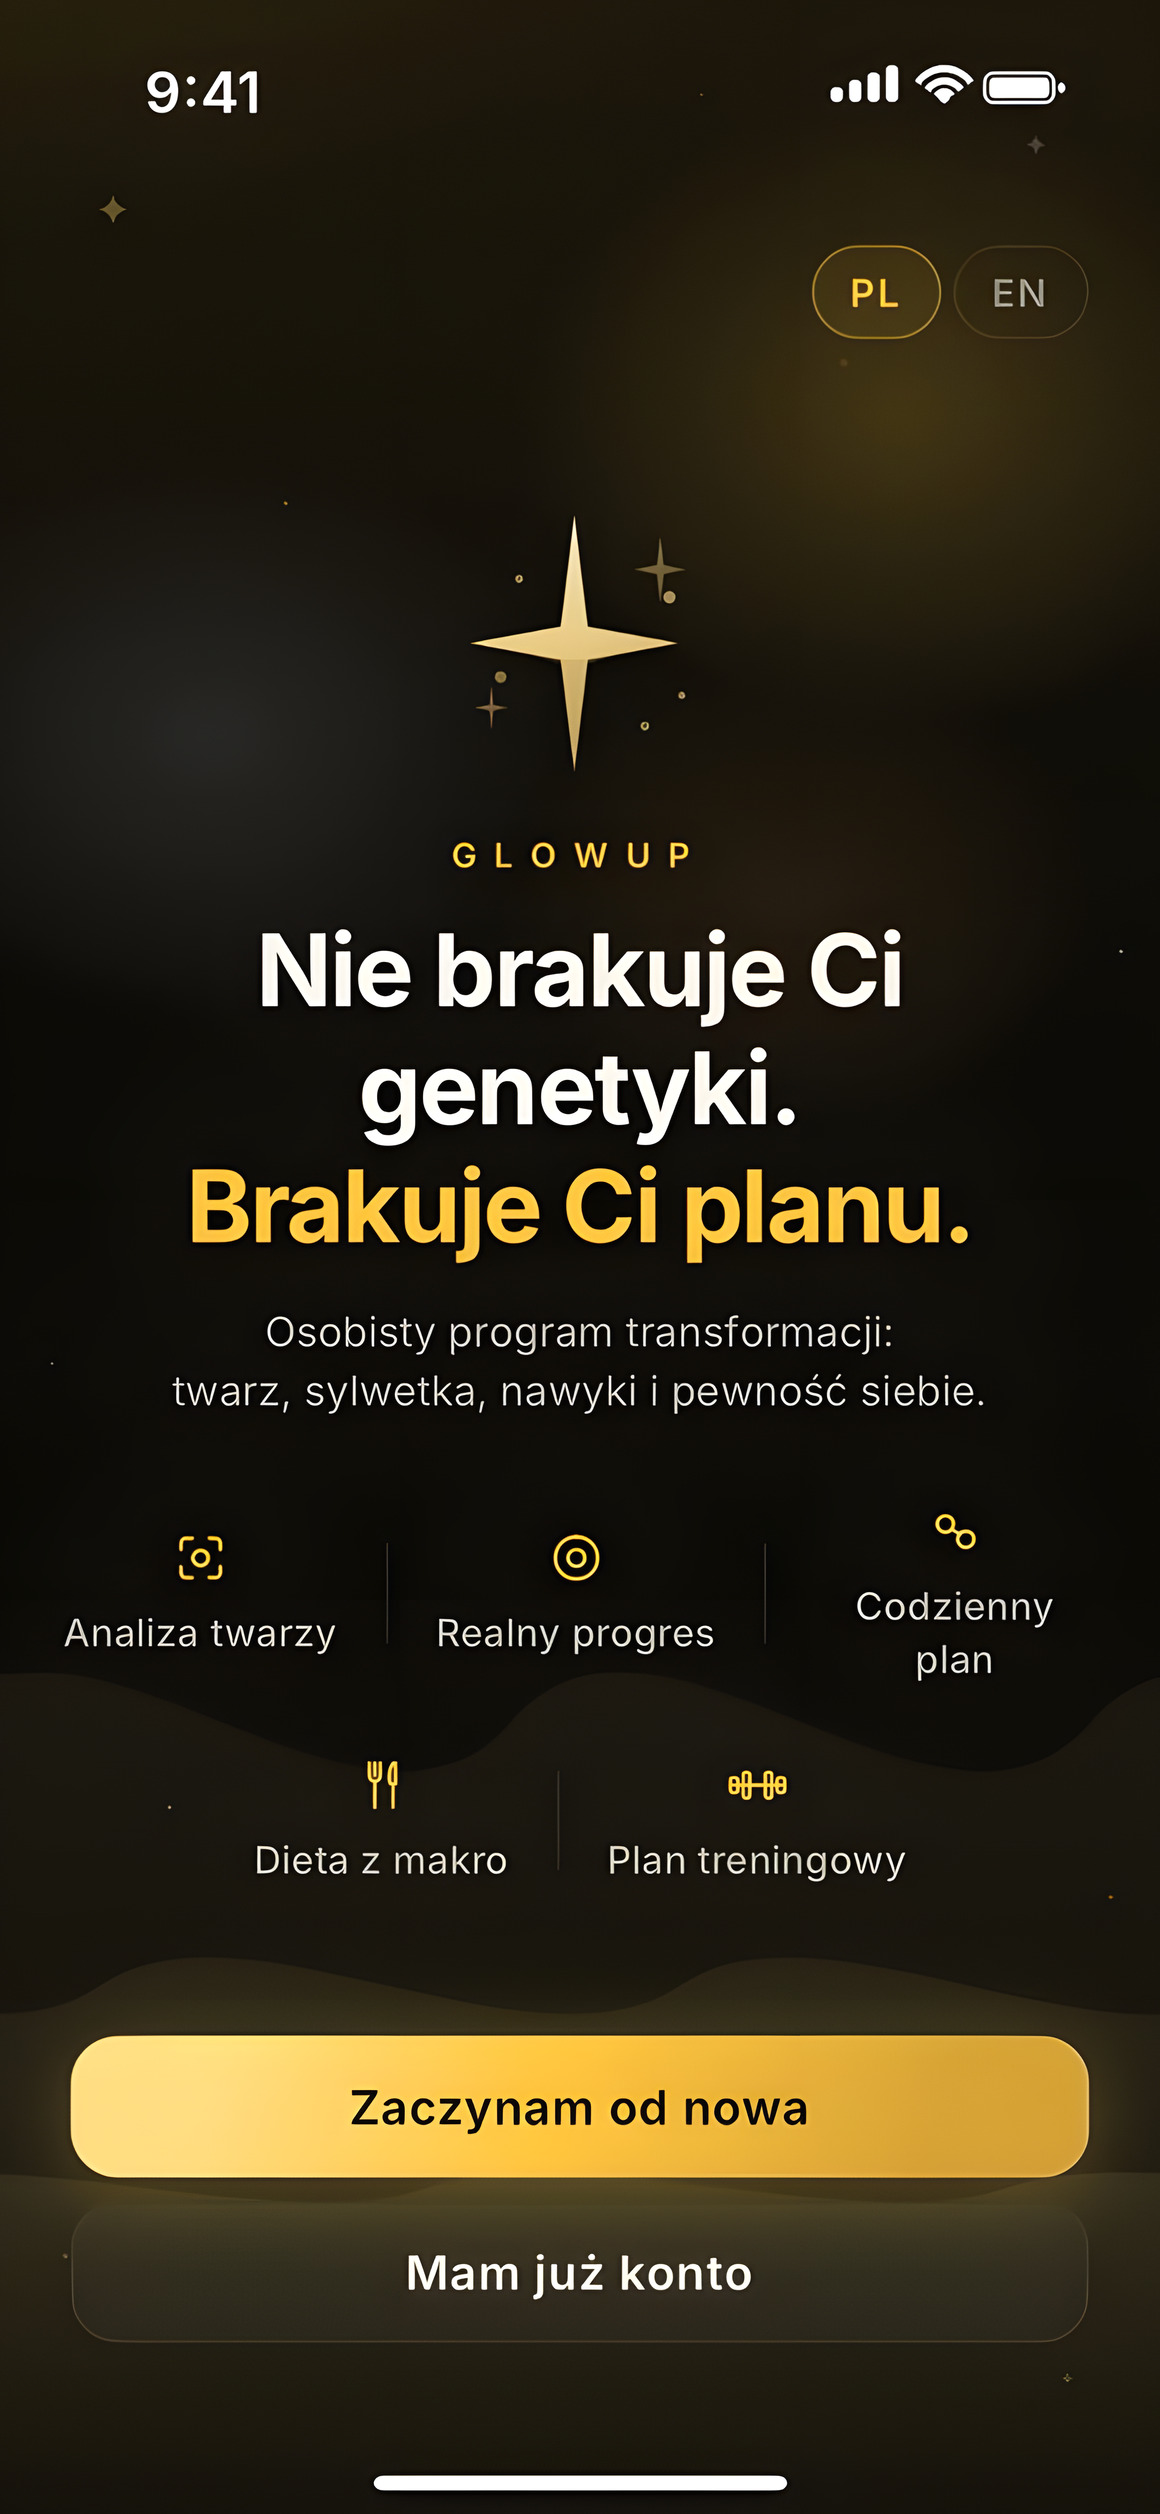 9:41
PL
EN
GLOWUP
Nie brakuje Ci
genetyki.
Brakuje Ci planu.
Osobisty program transformacji:
twarz, sylwetka, nawyki i pewność siebie.
Analiza twarzy
Realny progres
Codzienny
plan
Dieta z makro
Plan treningowy
Zaczynam od nowa
Mam już konto